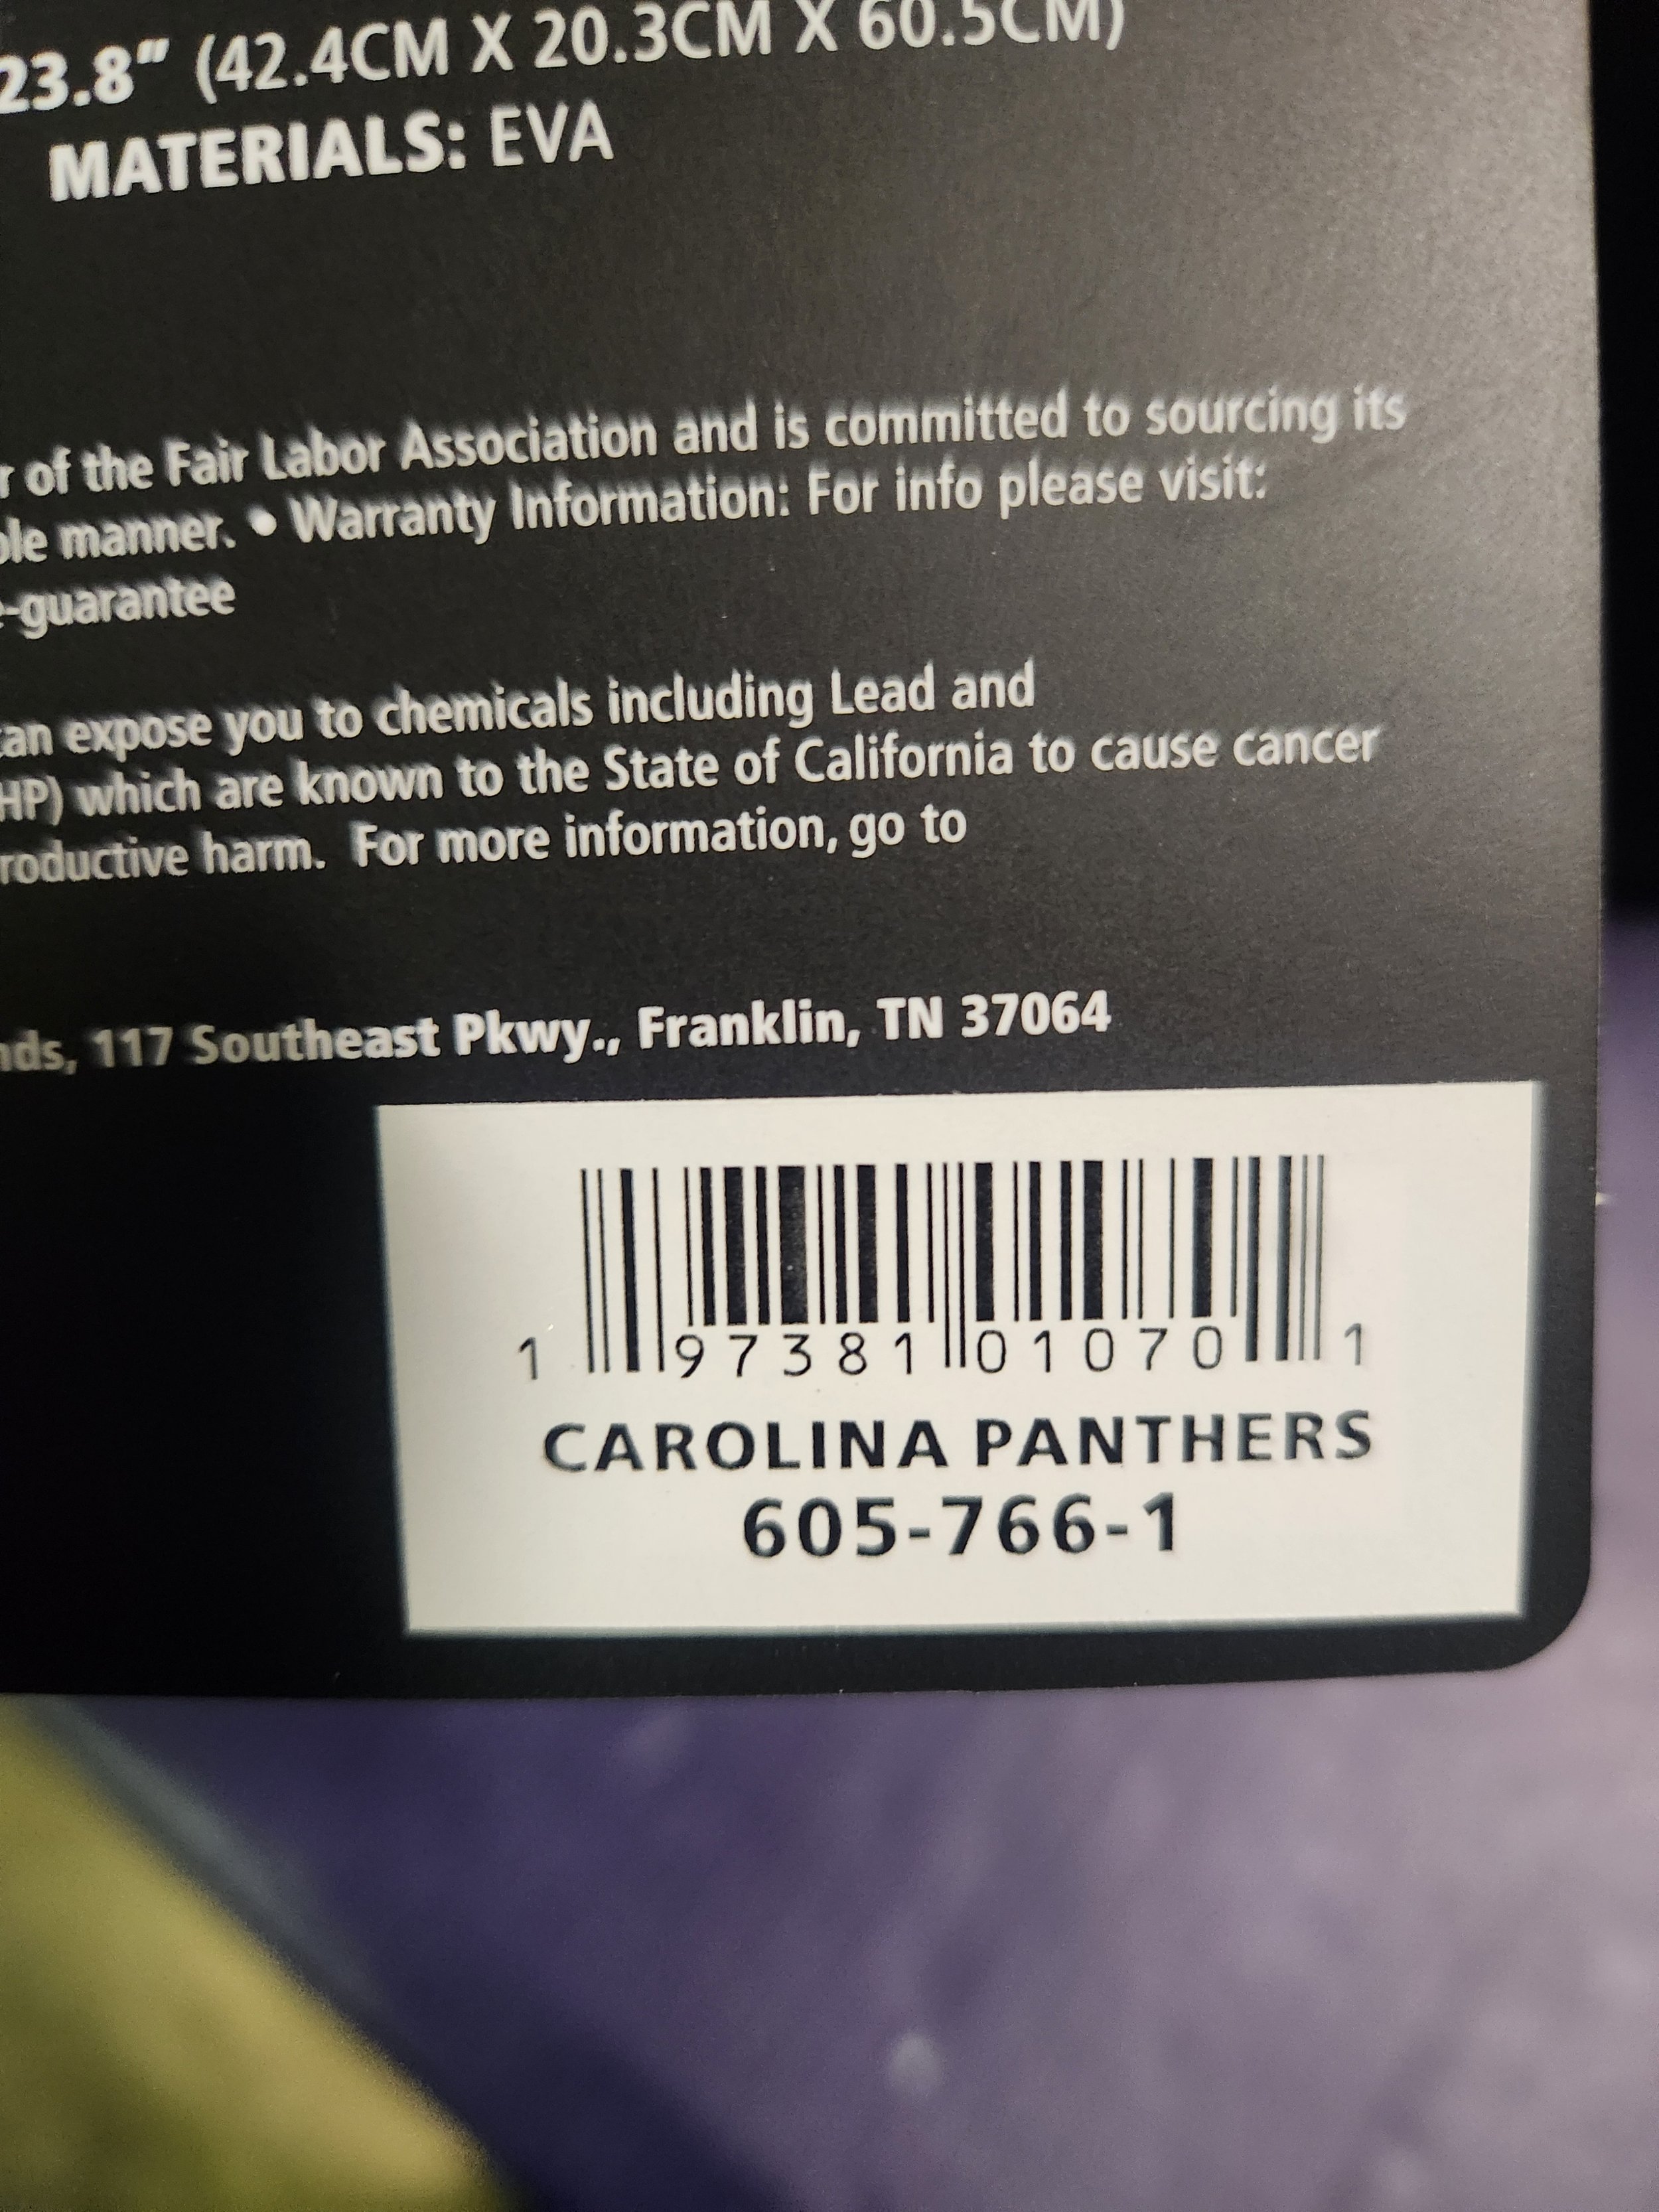 23.8" (42.4CM X 20.3CM X 60.5CM)
MATERIALS: EVA
r of the Fair Labor Association and is committed to sourcing its
ble manner. • Warranty Information: For info please visit:
e-guarantee
can expose you to chemicals including Lead and
HP) which are known to the State of California to cause cancer
roductive harm. For more information, go to
nds, 117 Southeast Pkwy., Franklin, TN 37064
1 97381 01070 1
CAROLINA PANTHERS
605-766-1